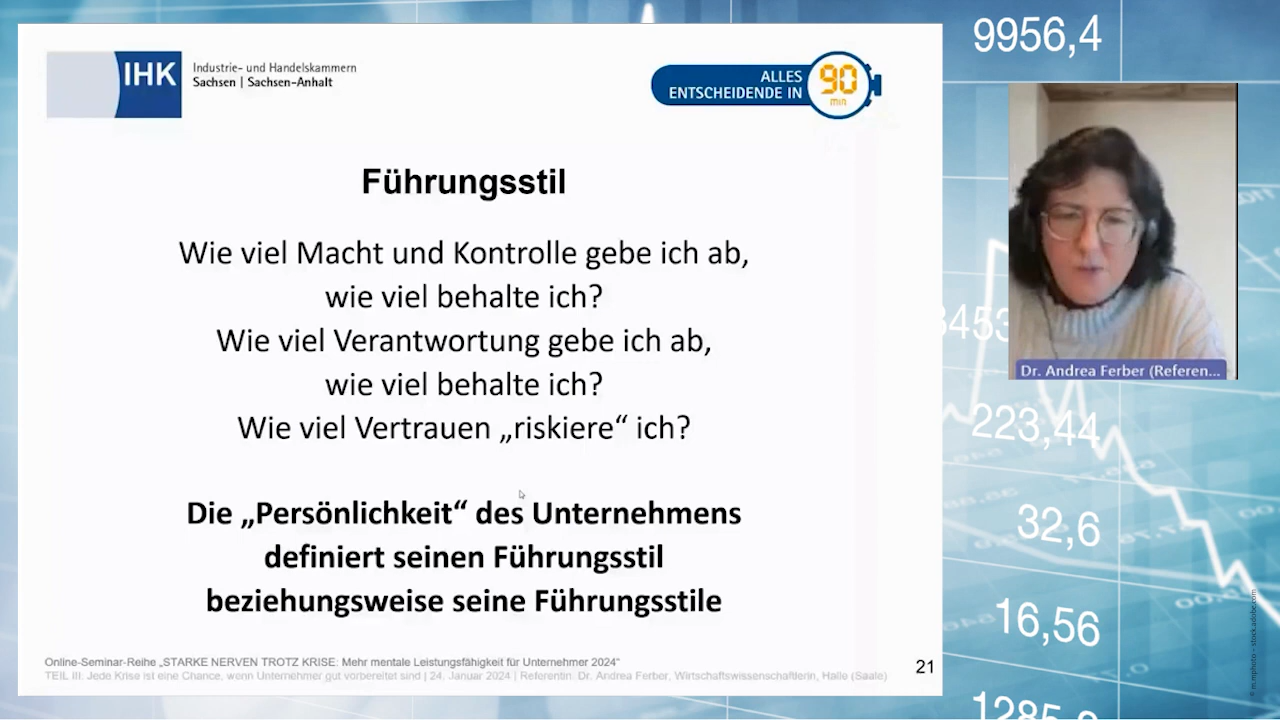 IHK
Industrie- und Handelskammern
Sachsen | Sachsen-Anhalt
ALLES
ENTSCHEIDENDE IN
90
min
Führungsstil
Wie viel Macht und Kontrolle gebe ich ab,
wie viel behalte ich?
Wie viel Verantwortung gebe ich ab,
wie viel behalte ich?
Wie viel Vertrauen „riskiere“ ich?
Die „Persönlichkeit“ des Unternehmens
definiert seinen Führungsstil
beziehungsweise seine Führungsstile
Online-Seminar-Reihe „STARKE NERVEN TROTZ KRISE: Mehr mentale Leistungsfähigkeit für Unternehmer 2024“
TEIL III: Jede Krise ist eine Chance, wenn Unternehmer gut vorbereitet sind | 24. Januar 2024 | Referentin: Dr. Andrea Ferber, Wirtschaftswissenschaftlerin, Halle (Saale)
21
9956,4
Dr. Andrea Ferber (Referen...
3453
223,44
32,6
16,56
1285,9